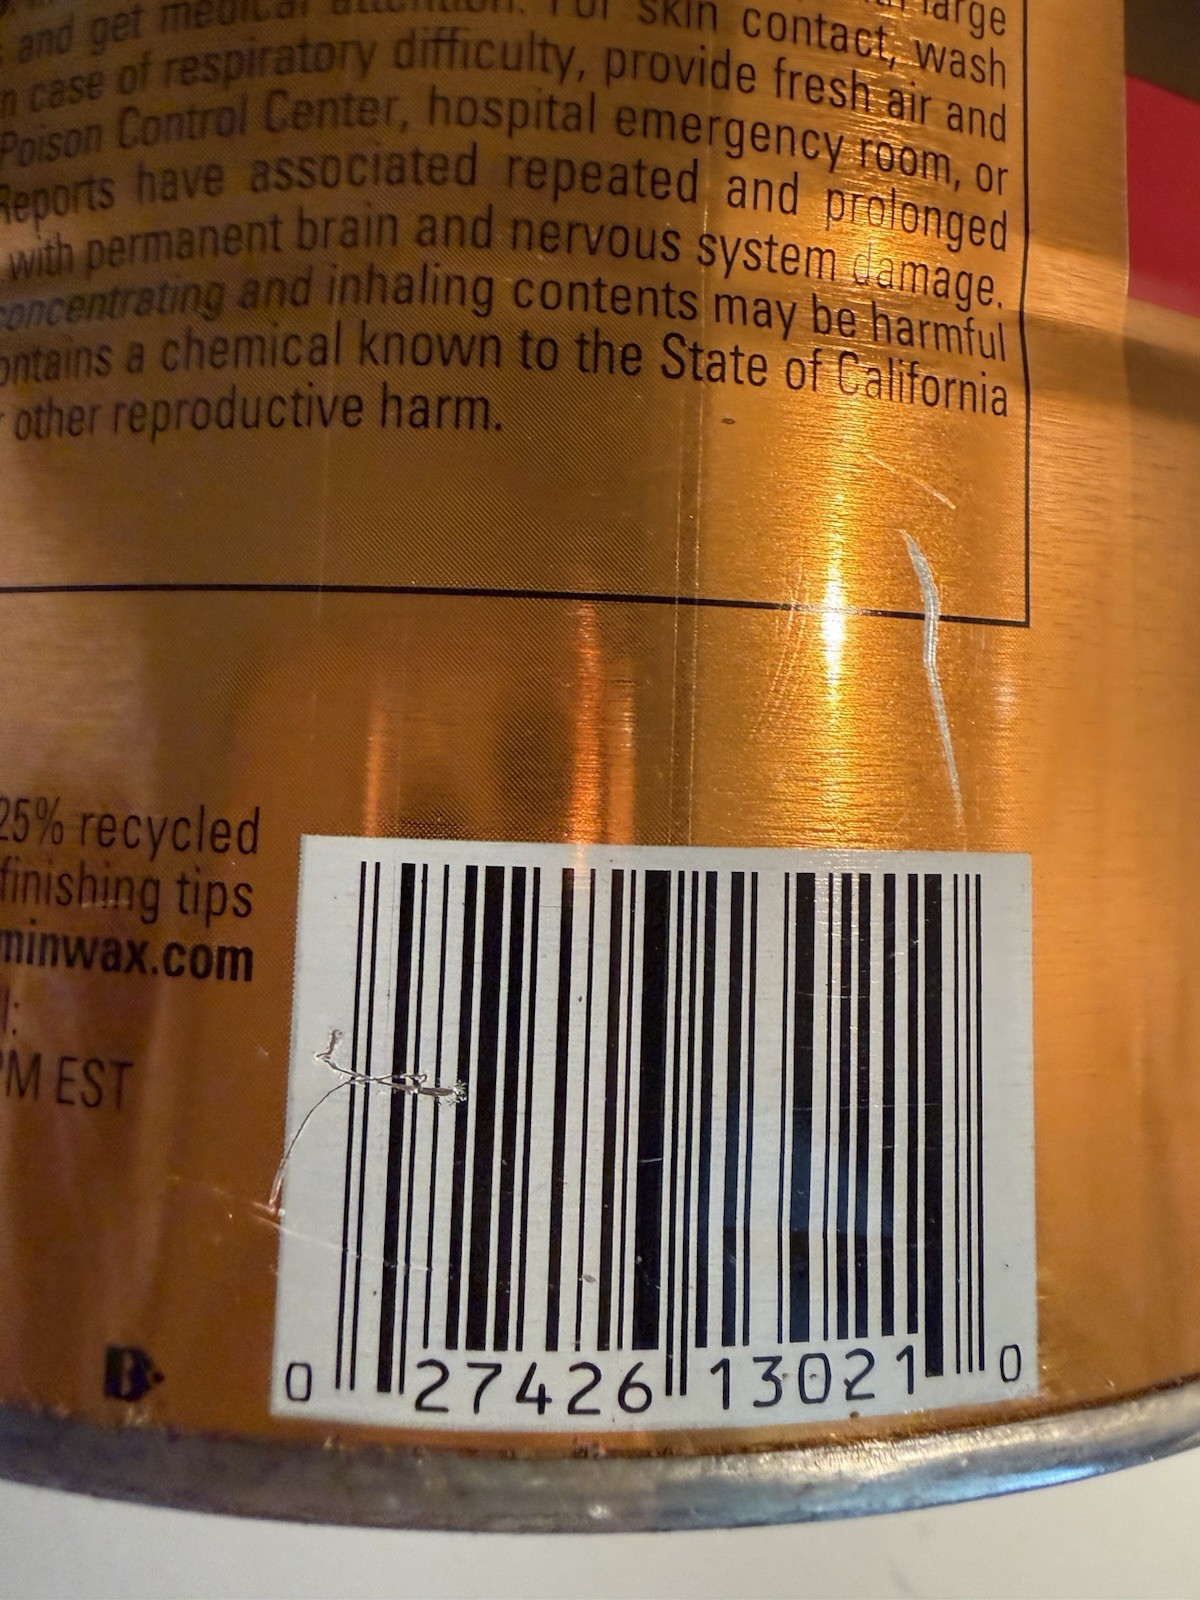 large
and get medical attention. For skin contact, wash
in case of respiratory difficulty, provide fresh air and
Poison Control Center, hospital emergency room, or
Reports have associated repeated and prolonged
with permanent brain and nervous system damage.
concentrating and inhaling contents may be harmful
ontains a chemical known to the State of California
other reproductive harm.
25% recycled
finishing tips
minwax.com
l:
PM EST
0 27426 13021 0